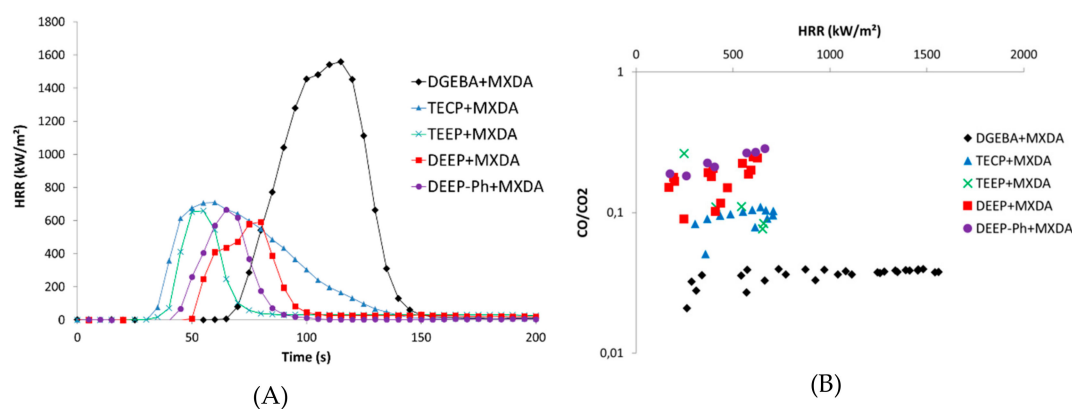 1800
1600
1400
1200
1000
800
600
400
200
0
HRR (kW/m²)
0
50
100
150
200
Time (s)
DGEBA+MXDA
TECP+MXDA
TEEP+MXDA
DEEP+MXDA
DEEP-Ph+MXDA
(A)
HRR (kW/m²)
0
500
1000
1500
2000
1
0,1
0,01
CO/CO2
DGEBA+MXDA
TECP+MXDA
TEEP+MXDA
DEEP+MXDA
DEEP-Ph+MXDA
(B)